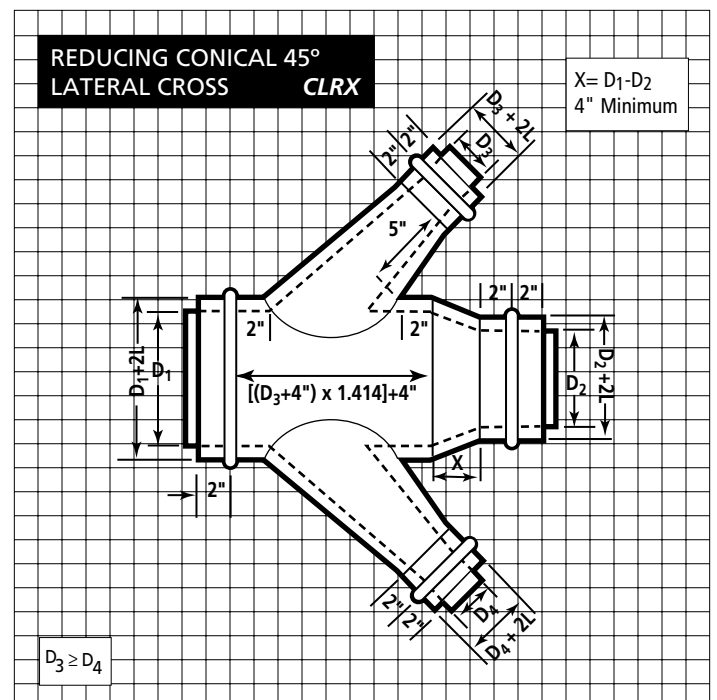 REDUCING CONICAL 45º
LATERAL CROSS CLRX
X= D1-D2
4" Minimum
D3 + 2L
D3
2"
2"
5"
2"
2"
2"
2"
D1+2L
D1
[(D3+4") x 1.414]+4"
D2
D2 +2L
X
2"
2"
2"
D4
D4 + 2L
D3 ≥ D4